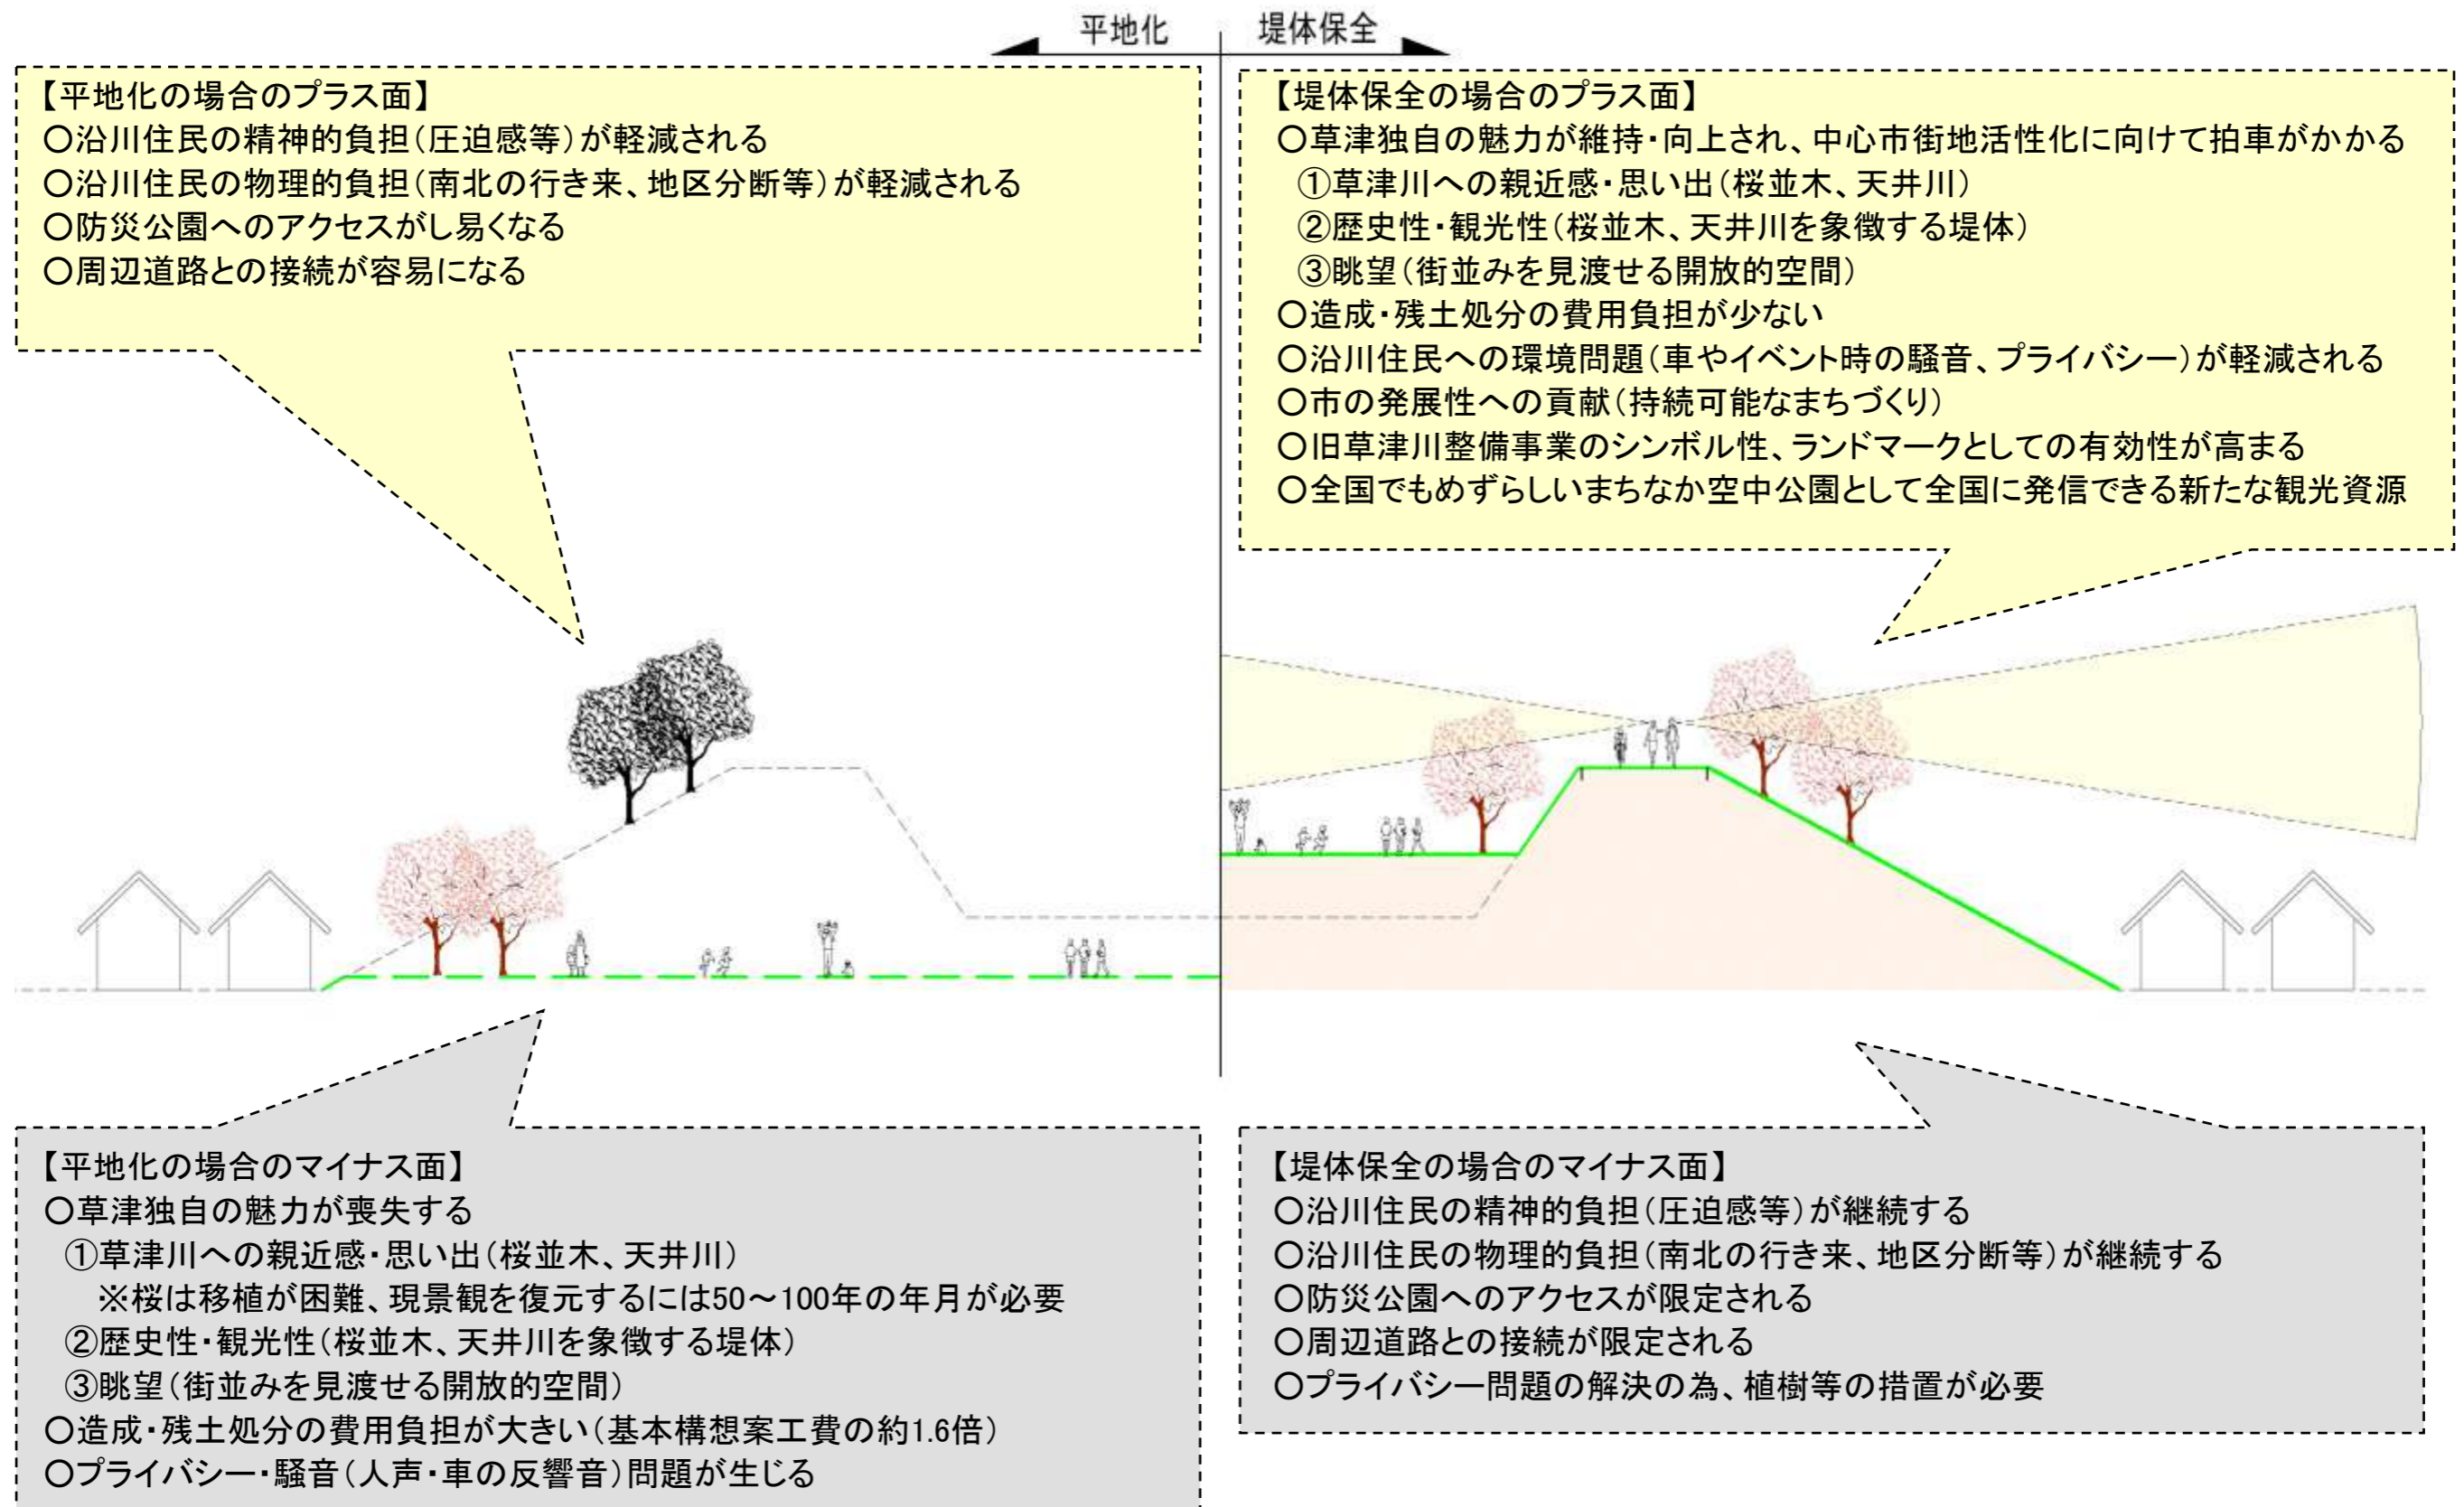 平地化
堤体保全
【平地化の場合のプラス面】
〇沿川住民の精神的負担（圧迫感等）が軽減される
〇沿川住民の物理的負担（南北の行き来、地区分断等）が軽減される
〇防災公園へのアクセスがし易くなる
〇周辺道路との接続が容易になる
【堤体保全の場合のプラス面】
〇草津独自の魅力が維持・向上され、中心市街地活性化に向けて拍車がかかる
①草津川への親近感・思い出（桜並木、天井川）
②歴史性・観光性（桜並木、天井川を象徴する堤体）
③眺望（街並みを見渡せる開放的空間）
〇造成・残土処分の費用負担が少ない
〇沿川住民への環境問題（車やイベント時の騒音、プライバシー）が軽減される
〇市の発展性への貢献（持続可能なまちづくり）
〇旧草津川整備事業のシンボル性、ランドマークとしての有効性が高まる
〇全国でもめずらしいまちなか空中公園として全国に発信できる新たな観光資源
【平地化の場合のマイナス面】
〇草津独自の魅力が喪失する
①草津川への親近感・思い出（桜並木、天井川）
※桜は移植が困難、現景観を復元するには50～100年の年月が必要
②歴史性・観光性（桜並木、天井川を象徴する堤体）
③眺望（街並みを見渡せる開放的空間）
〇造成・残土処分の費用負担が大きい（基本構想案工費の約1.6倍）
〇プライバシー・騒音（人声・車の反響音）問題が生じる
【堤体保全の場合のマイナス面】
〇沿川住民の精神的負担（圧迫感等）が継続する
〇沿川住民の物理的負担（南北の行き来、地区分断等）が継続する
〇防災公園へのアクセスが限定される
〇周辺道路との接続が限定される
〇プライバシー問題の解決の為、植樹等の措置が必要